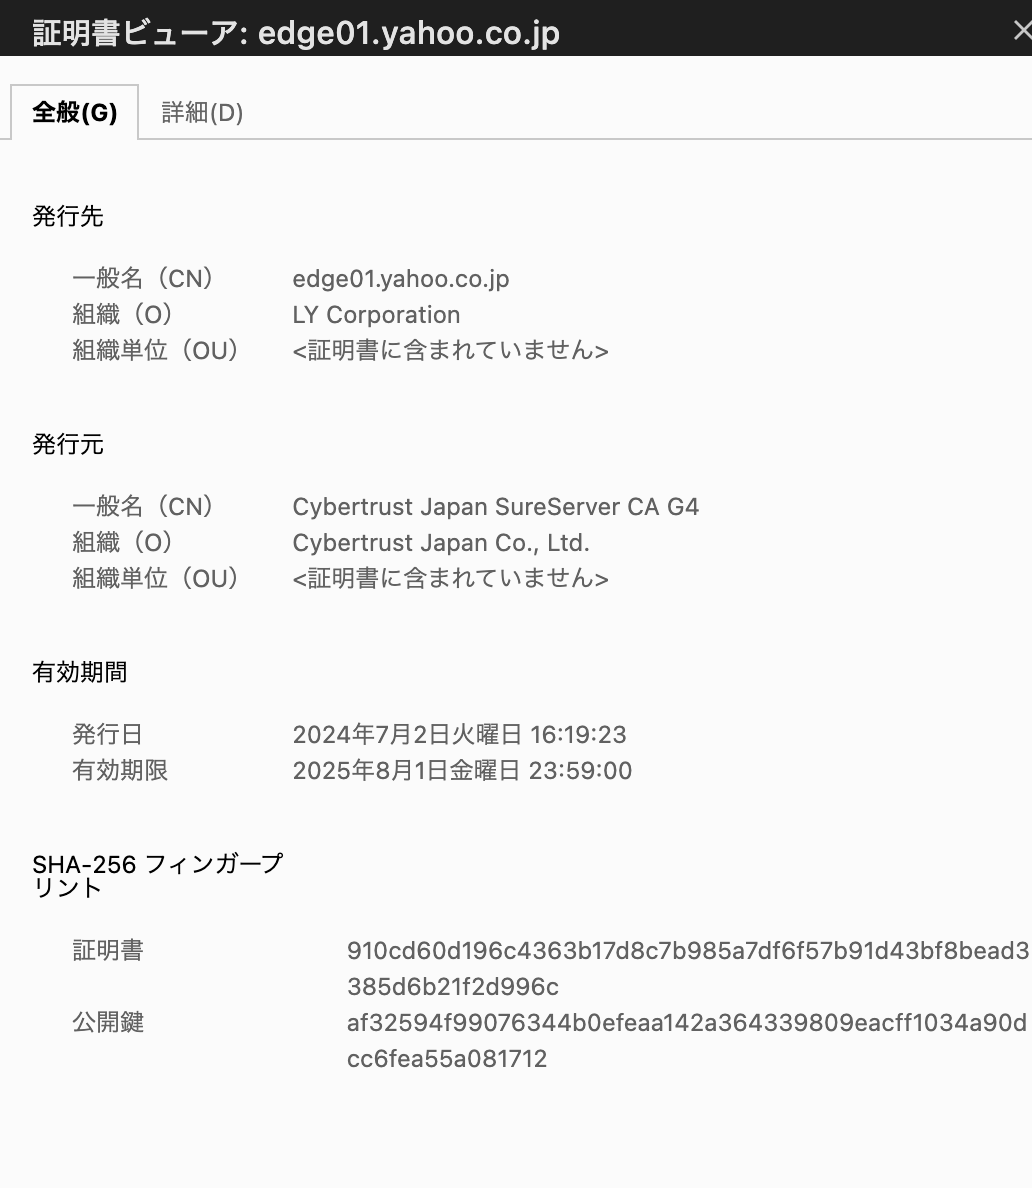 証明書ビューア: edge01.yahoo.co.jp
全般(G) 詳細(D)
発行先
一般名（CN） edge01.yahoo.co.jp
組織（O） LY Corporation
組織単位（OU） <証明書に含まれていません>
発行元
一般名（CN） Cybertrust Japan SureServer CA G4
組織（O） Cybertrust Japan Co., Ltd.
組織単位（OU） <証明書に含まれていません>
有効期間
発行日 2024年7月2日火曜日 16:19:23
有効期限 2025年8月1日金曜日 23:59:00
SHA-256 フィンガープ
リント
証明書 910cd60d196c4363b17d8c7b985a7df6f57b91d43bf8bead3
385d6b21f2d996c
公開鍵 af32594f99076344b0efeaa142a364339809eacff1034a90d
cc6fea55a081712